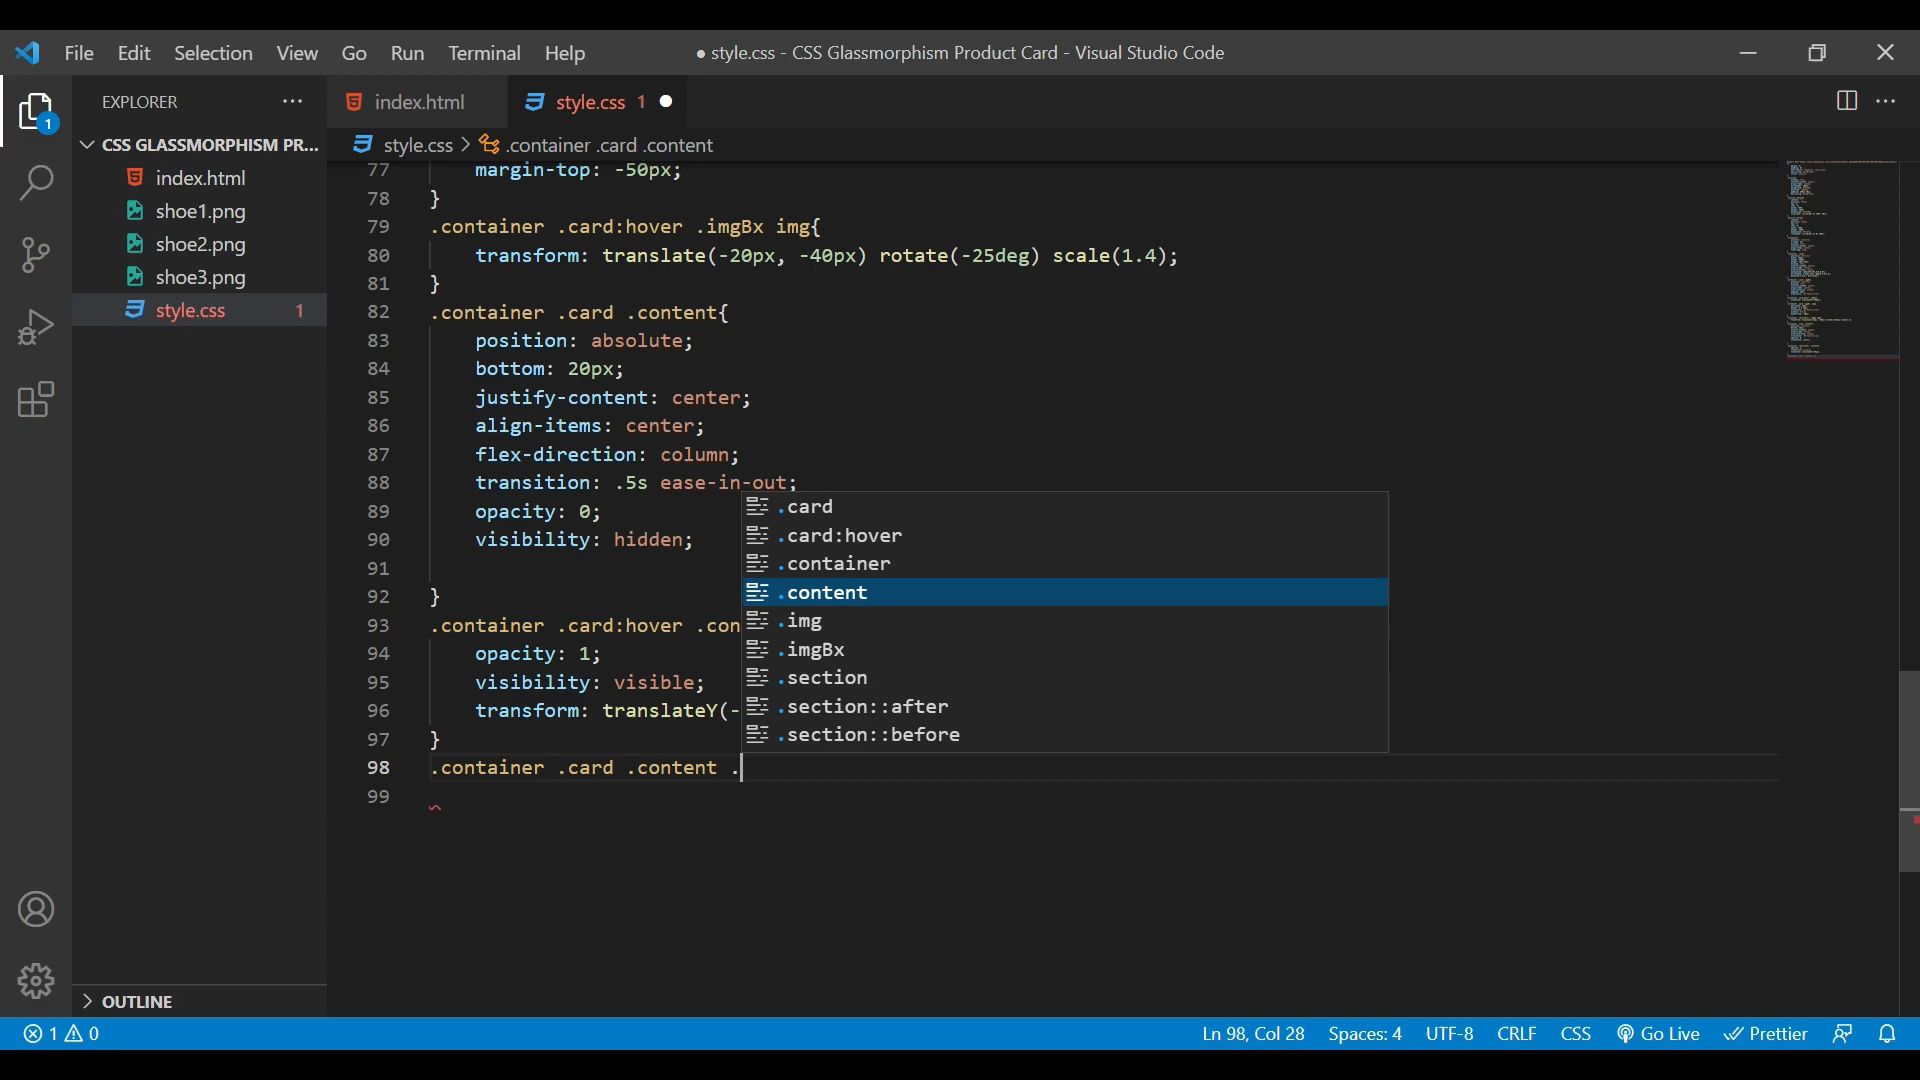 File Edit Selection View Go Run Terminal Help
● style.css - CSS Glassmorphism Product Card - Visual Studio Code
EXPLORER
index.html
style.css 1
1
CSS GLASSMORPHISM PR...
style.css > .container .card .content
index.html
shoe1.png
shoe2.png
shoe3.png
style.css 1
77 margin-top: -50px;
78 }
79 .container .card:hover .imgBx img{
80 transform: translate(-20px, -40px) rotate(-25deg) scale(1.4);
81 }
82 .container .card .content{
83 position: absolute;
84 bottom: 20px;
85 justify-content: center;
86 align-items: center;
87 flex-direction: column;
88 transition: .5s ease-in-out;
89 opacity: 0;
90 visibility: hidden;
91
92 }
93 .container .card:hover .con
94 opacity: 1;
95 visibility: visible;
96 transform: translateY(-
97 }
98 .container .card .content .
99
.card
.card:hover
.container
.content
.img
.imgBx
.section
.section::after
.section::before
OUTLINE
1 0
Ln 98, Col 28 Spaces: 4 UTF-8 CRLF CSS Go Live Prettier